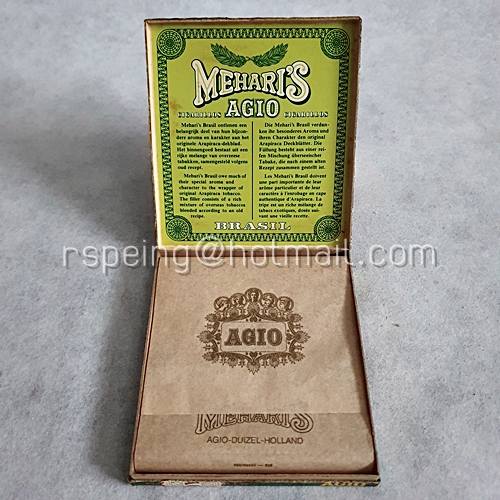 MEHARI'S
CIGARILLOS AGIO CIGARILLOS
Mehari's Brasil ontlenen een
belangrijk deel van hun bijzon-
dere aroma en karakter aan het
originele Arapiraca-dekblad.
Het binnengoed bestaat uit een
rijke melange van overzeese
tabakken, samengesteld volgens
oud recept.
Mehari's Brasil owe much of
their special aroma and
character to the wrapper of
original Arapiraca tobacco.
The filler consists of a rich
mixture of overseas tobaccos
blended according to an old
recipe.
Die Mehari's Brasil verdan-
ken ihr besonderes Aroma und
ihren Charakter den original
Arapiraca Deckblätter. Die
Füllung besteht aus einer rei-
fen Mischung überseeischer
Tabake, die nach einem alten
Rezept zusammen gestellt ist.
Les Mehari's Brasil doivent
une part importante de leur
arôme particulier et de leur
caractère à l'enrobage en cape
authentique d'Arapiraca. La
tripe est un riche mélange de
tabacs exotiques, dosés sui-
vant une vieille recette.
BRASIL
rspeing@hotmail.com
AGIO
MEHARI'S
AGIO-DUIZEL-HOLLAND
AGIO